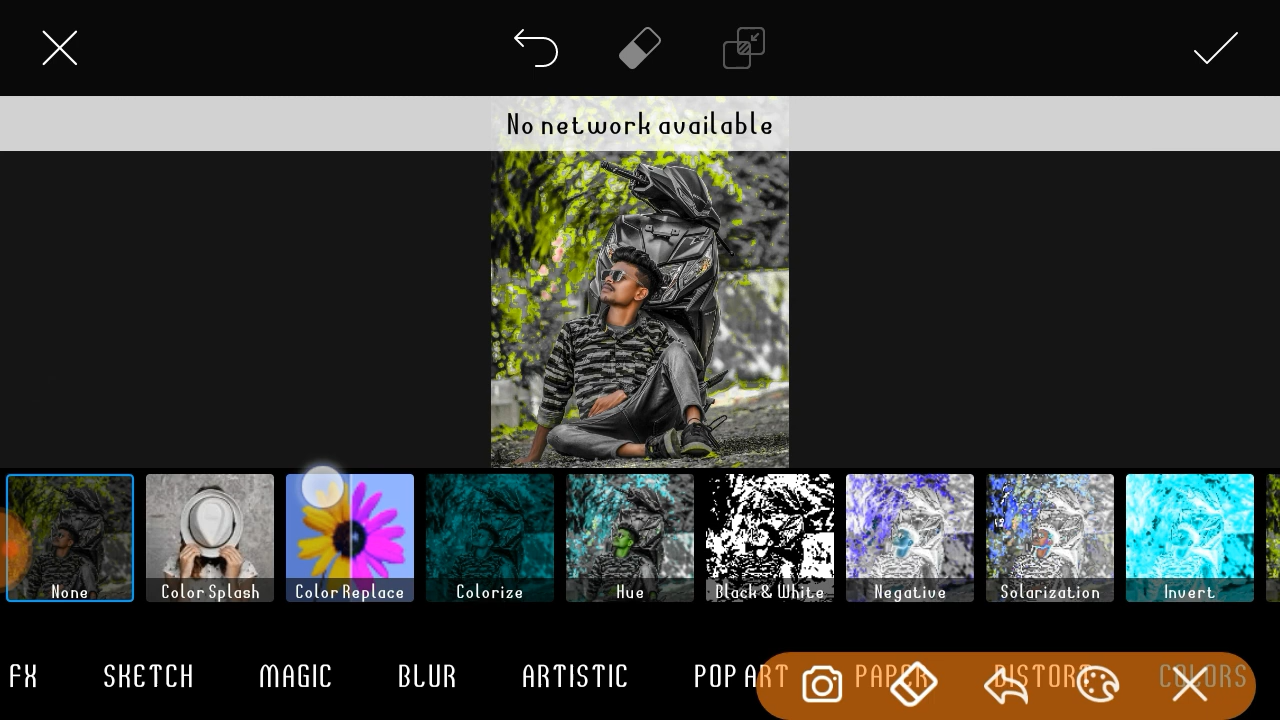 No network available
None
Color Splash
Color Replace
Colorize
Hue
Black & White
Negative
Solarization
Invert
FX
SKETCH
MAGIC
BLUR
ARTISTIC
POP ART
PAPER
DISTORT
COLORS